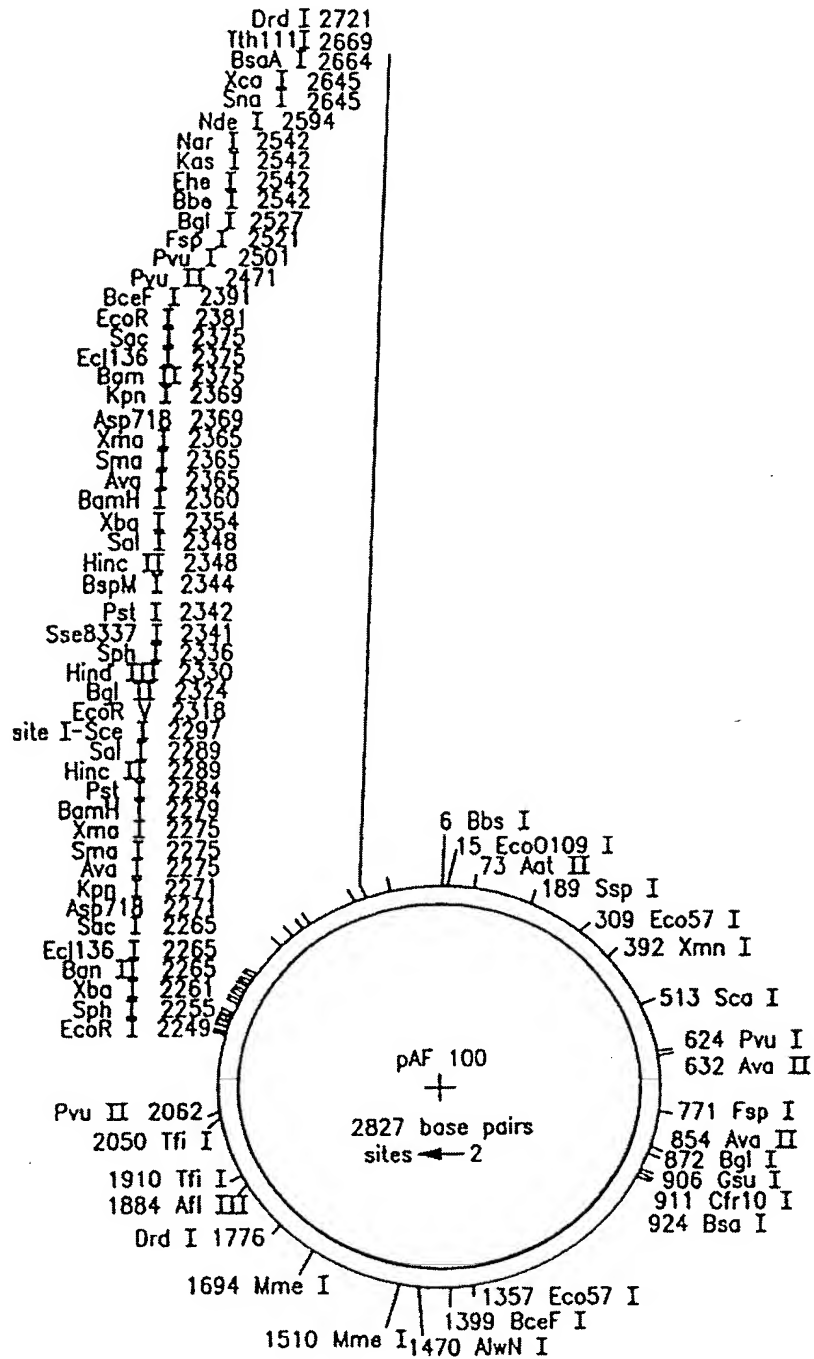 Drd I 2721
Tth111I 2669
BsaA I 2664
Xca I 2645
Sna I 2645
Nde I 2594
Nar I 2542
Kas I 2542
Ehe I 2542
Bbe I 2542
Bgl I 2527
Fsp I 2521
Pvu I 2501
Pvu II 2471
BceF I 2391
EcoR I 2381
Sac I 2375
Ecl136 I 2375
Bam II 2375
Kpn I 2369
Asp718 2369
Xma I 2365
Sma I 2365
Ava I 2365
BamH I 2360
Xba I 2354
Sal I 2348
Hinc II 2348
BspM I 2344
Pst I 2342
Sse8337 I 2341
Sph I 2336
Hind III 2330
Bgl II 2324
EcoR V 2318
site I-Sce I 2297
Sal I 2289
Hinc II 2289
Pst I 2284
BamH I 2279
Xma I 2275
Sma I 2275
Ava I 2275
Kpn I 2271
Asp718 2271
Sac I 2265
Ecl136 I 2265
Ban II 2265
Xba I 2261
Sph I 2255
EcoR I 2249
6 Bbs I
15 EcoO109 I
73 Aat II
189 Ssp I
309 Eco57 I
392 Xmn I
513 Sca I
624 Pvu I
632 Ava II
771 Fsp I
854 Ava II
872 Bgl I
906 Gsu I
911 Cfr10 I
924 Bsa I
pAF 100
2827 base pairs
sites 2
Pvu II 2062
2050 Tfi I
1910 Tfi I
1884 Afl III
Drd I 1776
1694 Mme I
1510 Mme I
1470 AlwN I
1399 BceF I
1357 Eco57 I